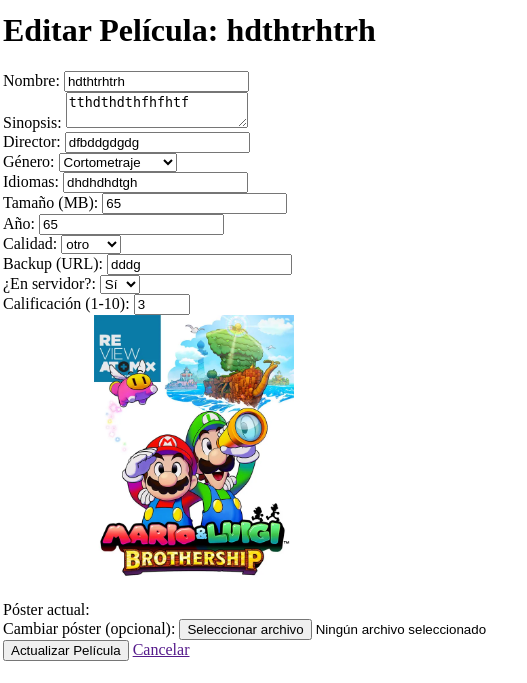 Editar Película: hdthtrhtrh
Nombre: hdthtrhtrh
Sinopsis: tthdthdthfhfhtf
Director: dfbddgdgdg
Género: Cortometraje
Idiomas: dhdhdhdtgh
Tamaño (MB): 65
Año: 65
Calidad: otro
Backup (URL): dddg
¿En servidor?: Sí
Calificación (1-10): 3
RE
VIEW
ATOMIX
MARIO & LUIGI
BROTHERSHIP
Póster actual:
Cambiar póster (opcional): Seleccionar archivo Ningún archivo seleccionado
Actualizar Película Cancelar